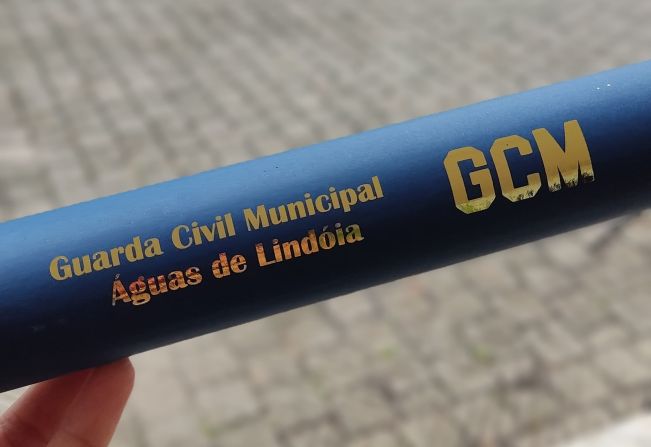 Guarda Civil Municipal
Águas de Lindóia
GCM